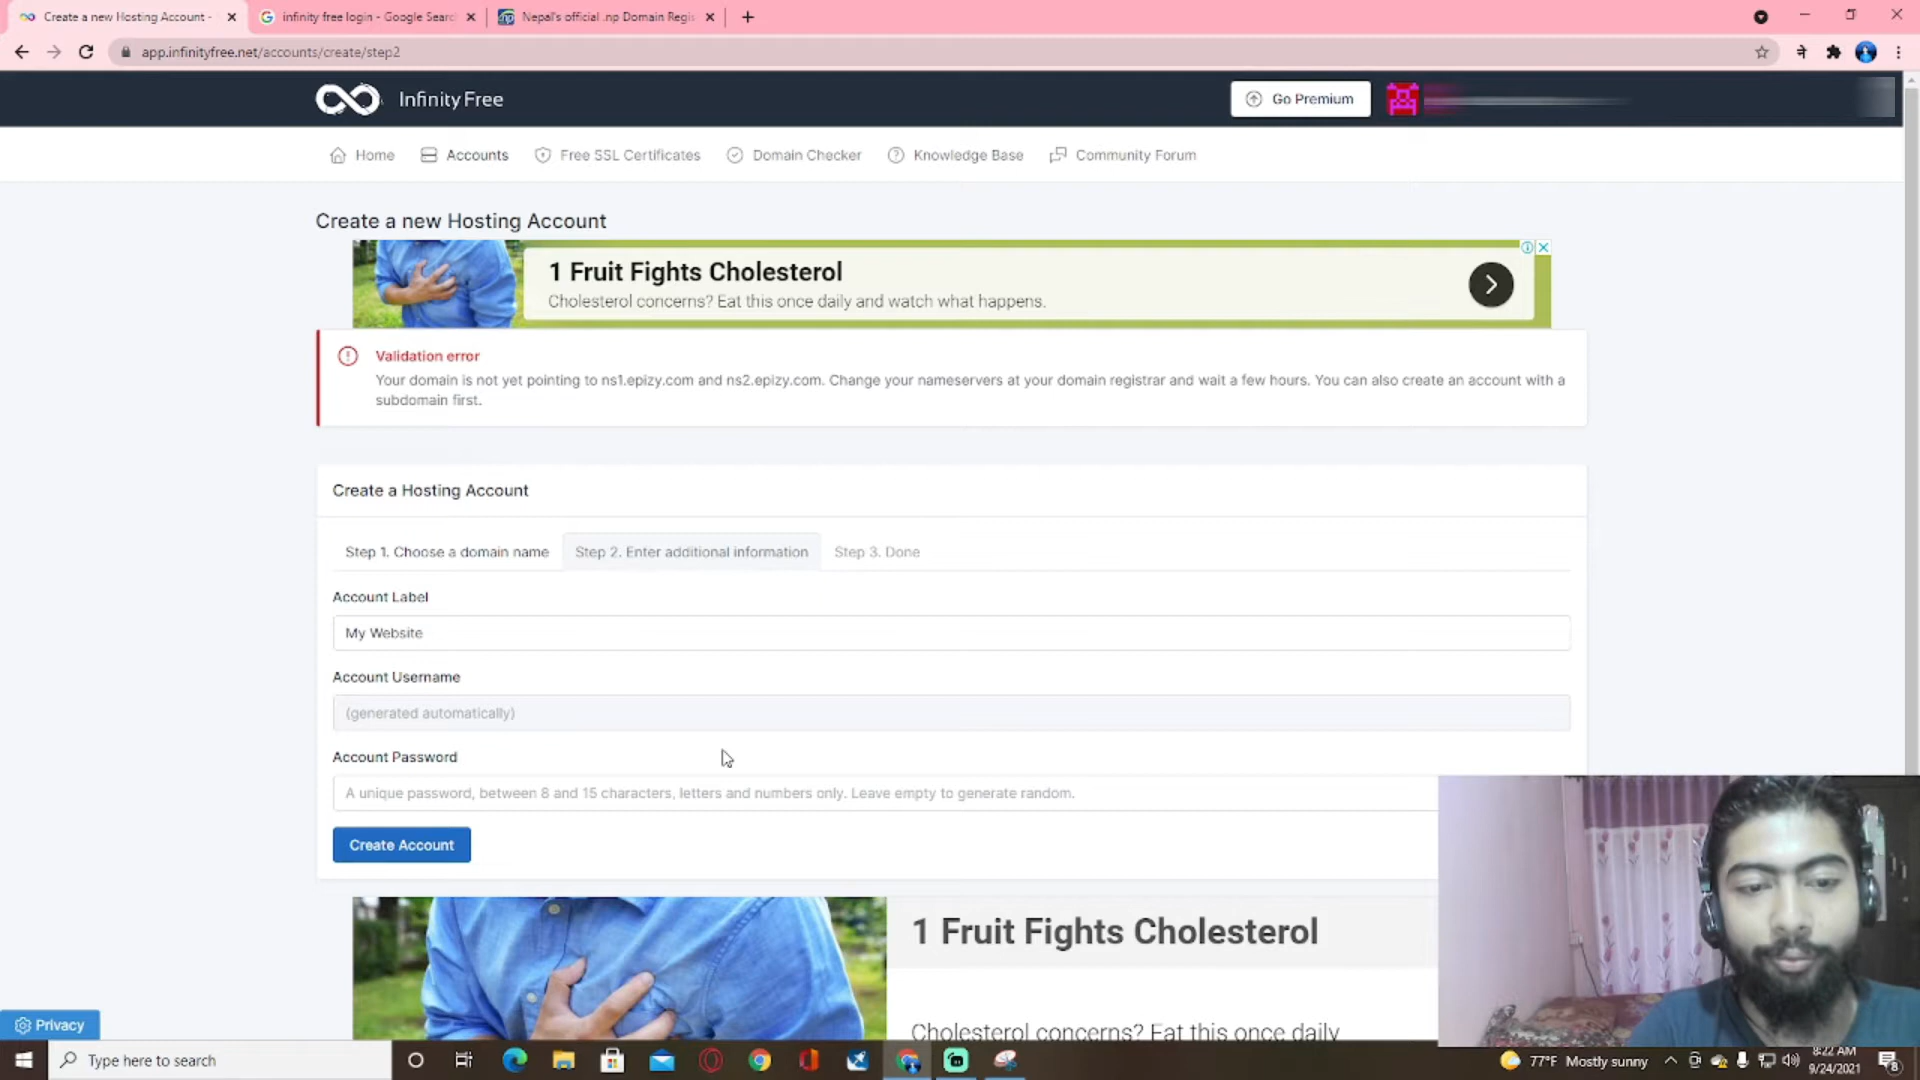 Create a new Hosting Account -
infinity free login - Google Searc
Nepal's official .np Domain Regis
app.infinityfree.net/accounts/create/step2
Infinity Free
Go Premium
Home
Accounts
Free SSL Certificates
Domain Checker
Knowledge Base
Community Forum
Create a new Hosting Account
1 Fruit Fights Cholesterol
Cholesterol concerns? Eat this once daily and watch what happens.
Validation error
Your domain is not yet pointing to ns1.epizy.com and ns2.epizy.com. Change your nameservers at your domain registrar and wait a few hours. You can also create an account with a
subdomain first.
Create a Hosting Account
Step 1. Choose a domain name
Step 2. Enter additional information
Step 3. Done
Account Label
My Website
Account Username
(generated automatically)
Account Password
A unique password, between 8 and 15 characters, letters and numbers only. Leave empty to generate random.
Create Account
1 Fruit Fights Cholesterol
Cholesterol concerns? Eat this once daily
Privacy
Type here to search
77°F Mostly sunny
8:22 AM
9/24/2021
8